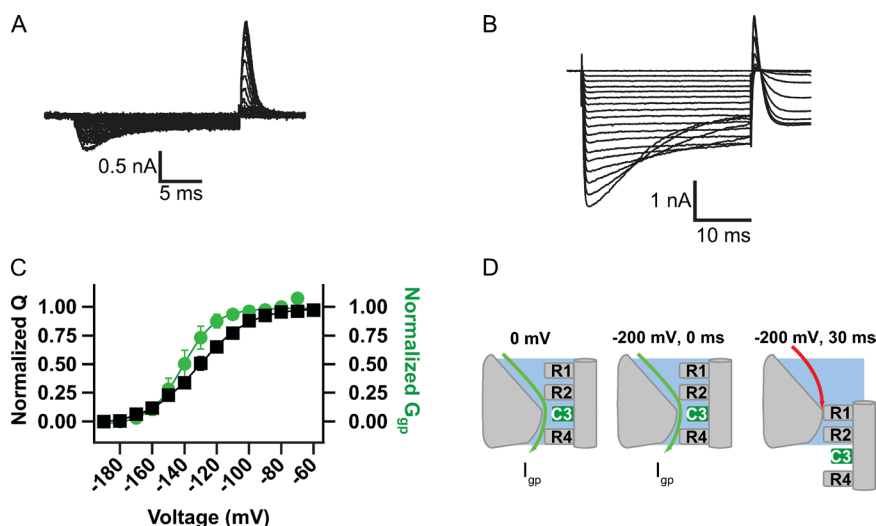 A
0.5 nA
5 ms
B
1 nA
10 ms
C
Normalized Q
1.00
0.75
0.50
0.25
0.00
1.00
0.75
0.50
0.25
0.00
Normalized Ggp
-180
-160
-140
-120
-100
-80
-60
Voltage (mV)
D
0 mV
R1
R2
C3
R4
Igp
-200 mV, 0 ms
R1
R2
C3
R4
Igp
-200 mV, 30 ms
R1
R2
C3
R4